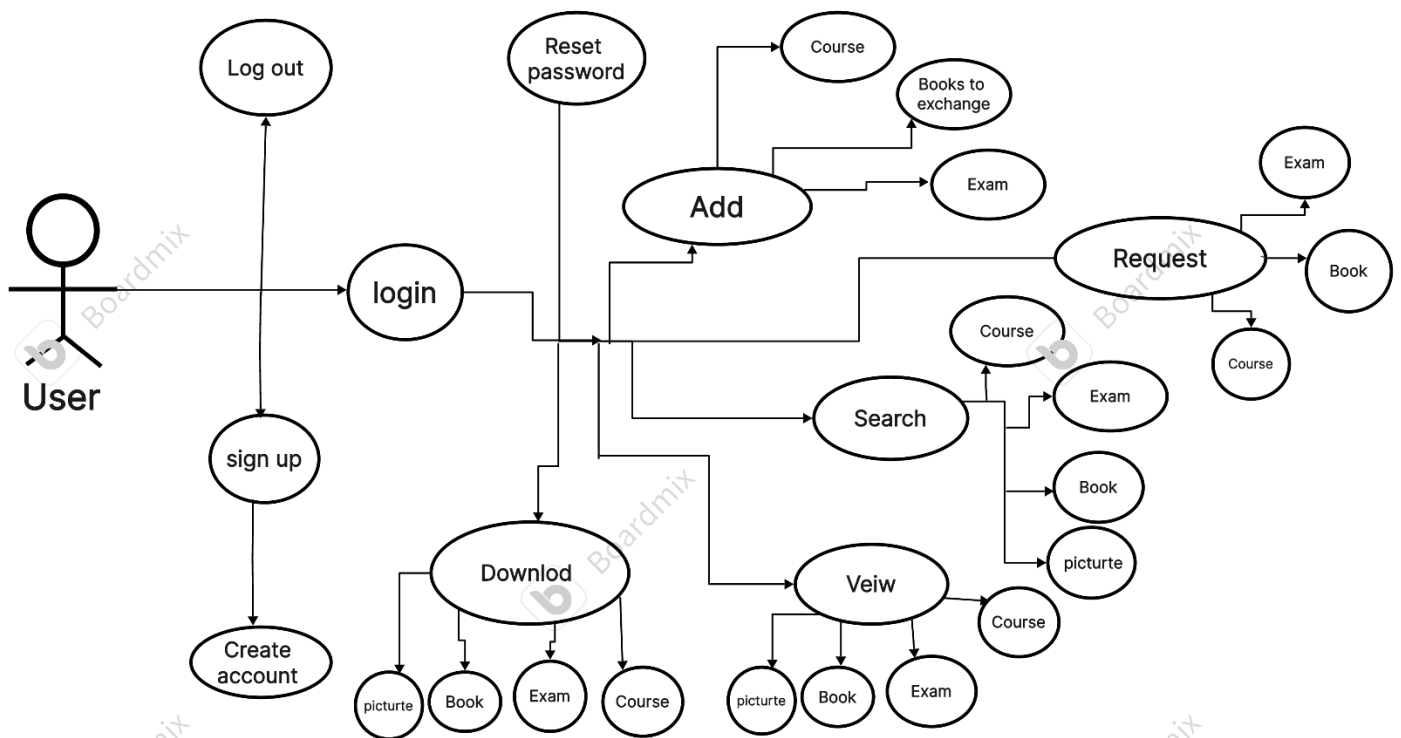 Log out
Reset
password
Course
Books to
exchange
Add
Exam
Exam
Request
Book
Course
User
login
Course
Exam
Search
Book
picturte
sign up
Create
account
Downlod
picturte
Book
Exam
Course
Veiw
Course
picturte
Book
Exam
Boardmix
Boardmix
Boardmix